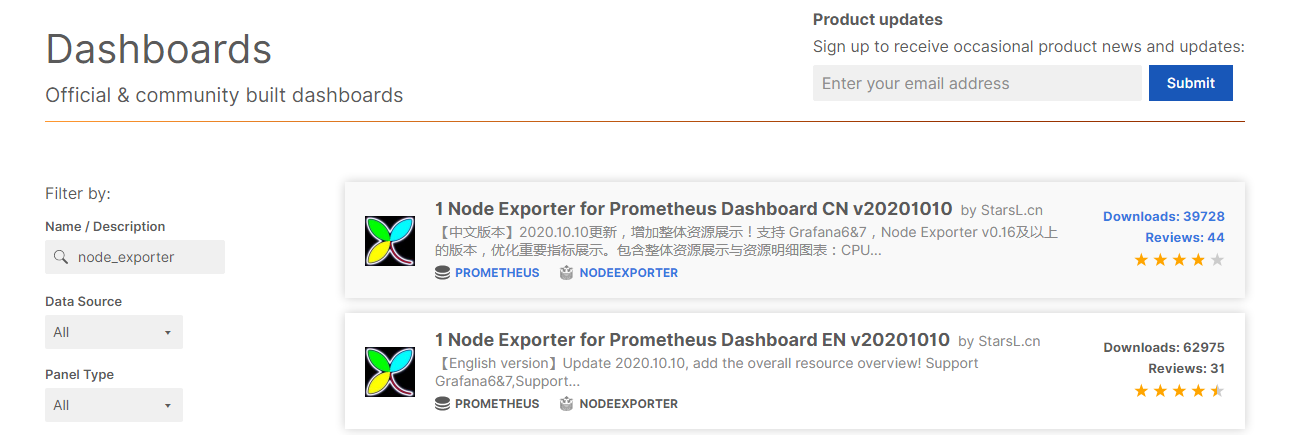 Dashboards
Official & community built dashboards
Product updates
Sign up to receive occasional product news and updates:
Enter your email address
Submit
Filter by:
Name / Description
node_exporter
Data Source
All
Panel Type
All
1 Node Exporter for Prometheus Dashboard CN v20201010 by StarsL.cn
【中文版本】2020.10.10更新，增加整体资源展示！支持 Grafana6&7，Node Exporter v0.16及以上
的版本，优化重要指标展示。包含整体资源展示与资源明细图表：CPU...
PROMETHEUS NODEEXPORTER
Downloads: 39728
Reviews: 44
1 Node Exporter for Prometheus Dashboard EN v20201010 by StarsL.cn
【English version】Update 2020.10.10, add the overall resource overview! Support
Grafana6&7,Support...
PROMETHEUS NODEEXPORTER
Downloads: 62975
Reviews: 31